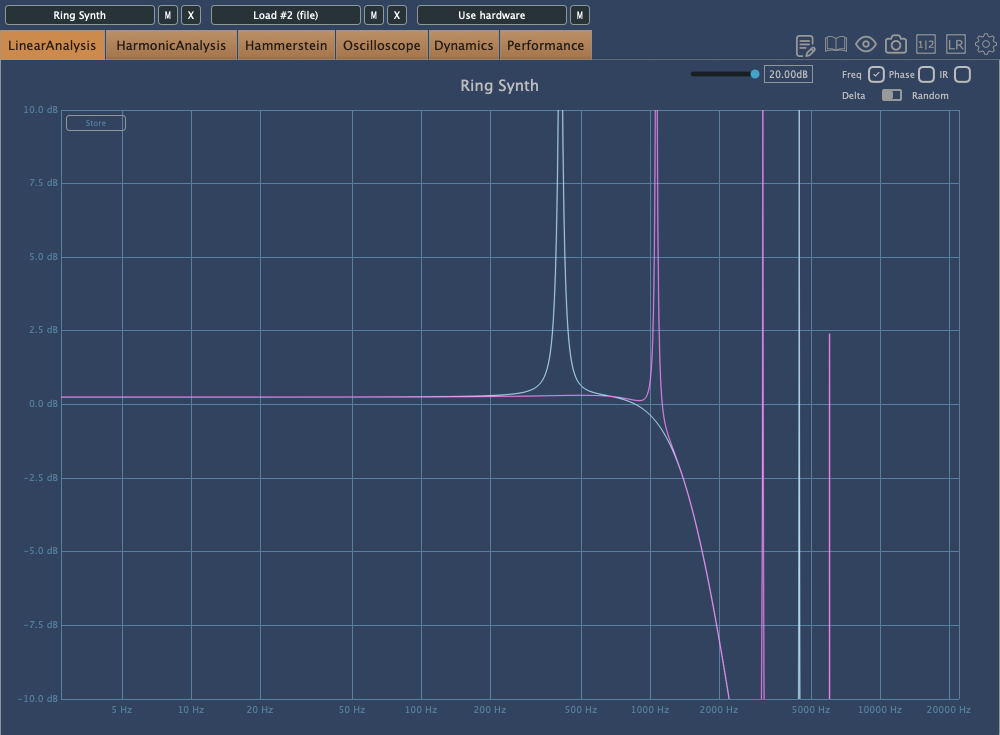 Ring Synth M X Load #2 (file) M X Use hardware M
LinearAnalysis HarmonicAnalysis Hammerstein Oscilloscope Dynamics Performance 1|2 LR
20.00dB Freq Phase IR
Ring Synth
Delta Random
10.0 dB
Store
7.5 dB
5.0 dB
2.5 dB
0.0 dB
−2.5 dB
−5.0 dB
−7.5 dB
−10.0 dB
5 Hz 10 Hz 20 Hz 50 Hz 100 Hz 200 Hz 500 Hz 1000 Hz 2000 Hz 5000 Hz 10000 Hz 20000 Hz